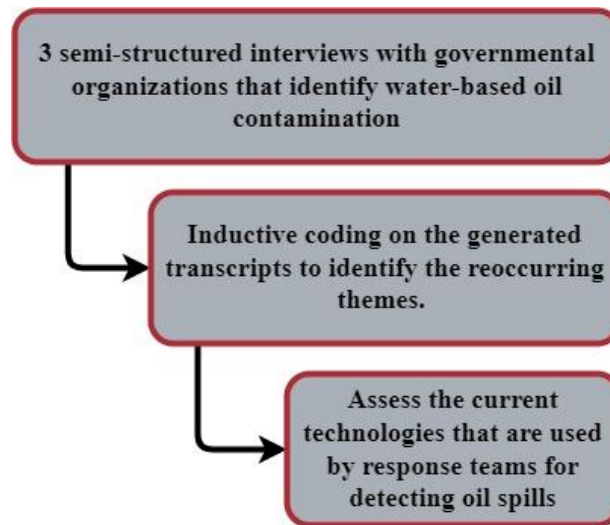 3 semi-structured interviews with governmental
organizations that identify water-based oil
contamination
Inductive coding on the generated
transcripts to identify the reoccurring
themes.
Assess the current
technologies that are used
by response teams for
detecting oil spills